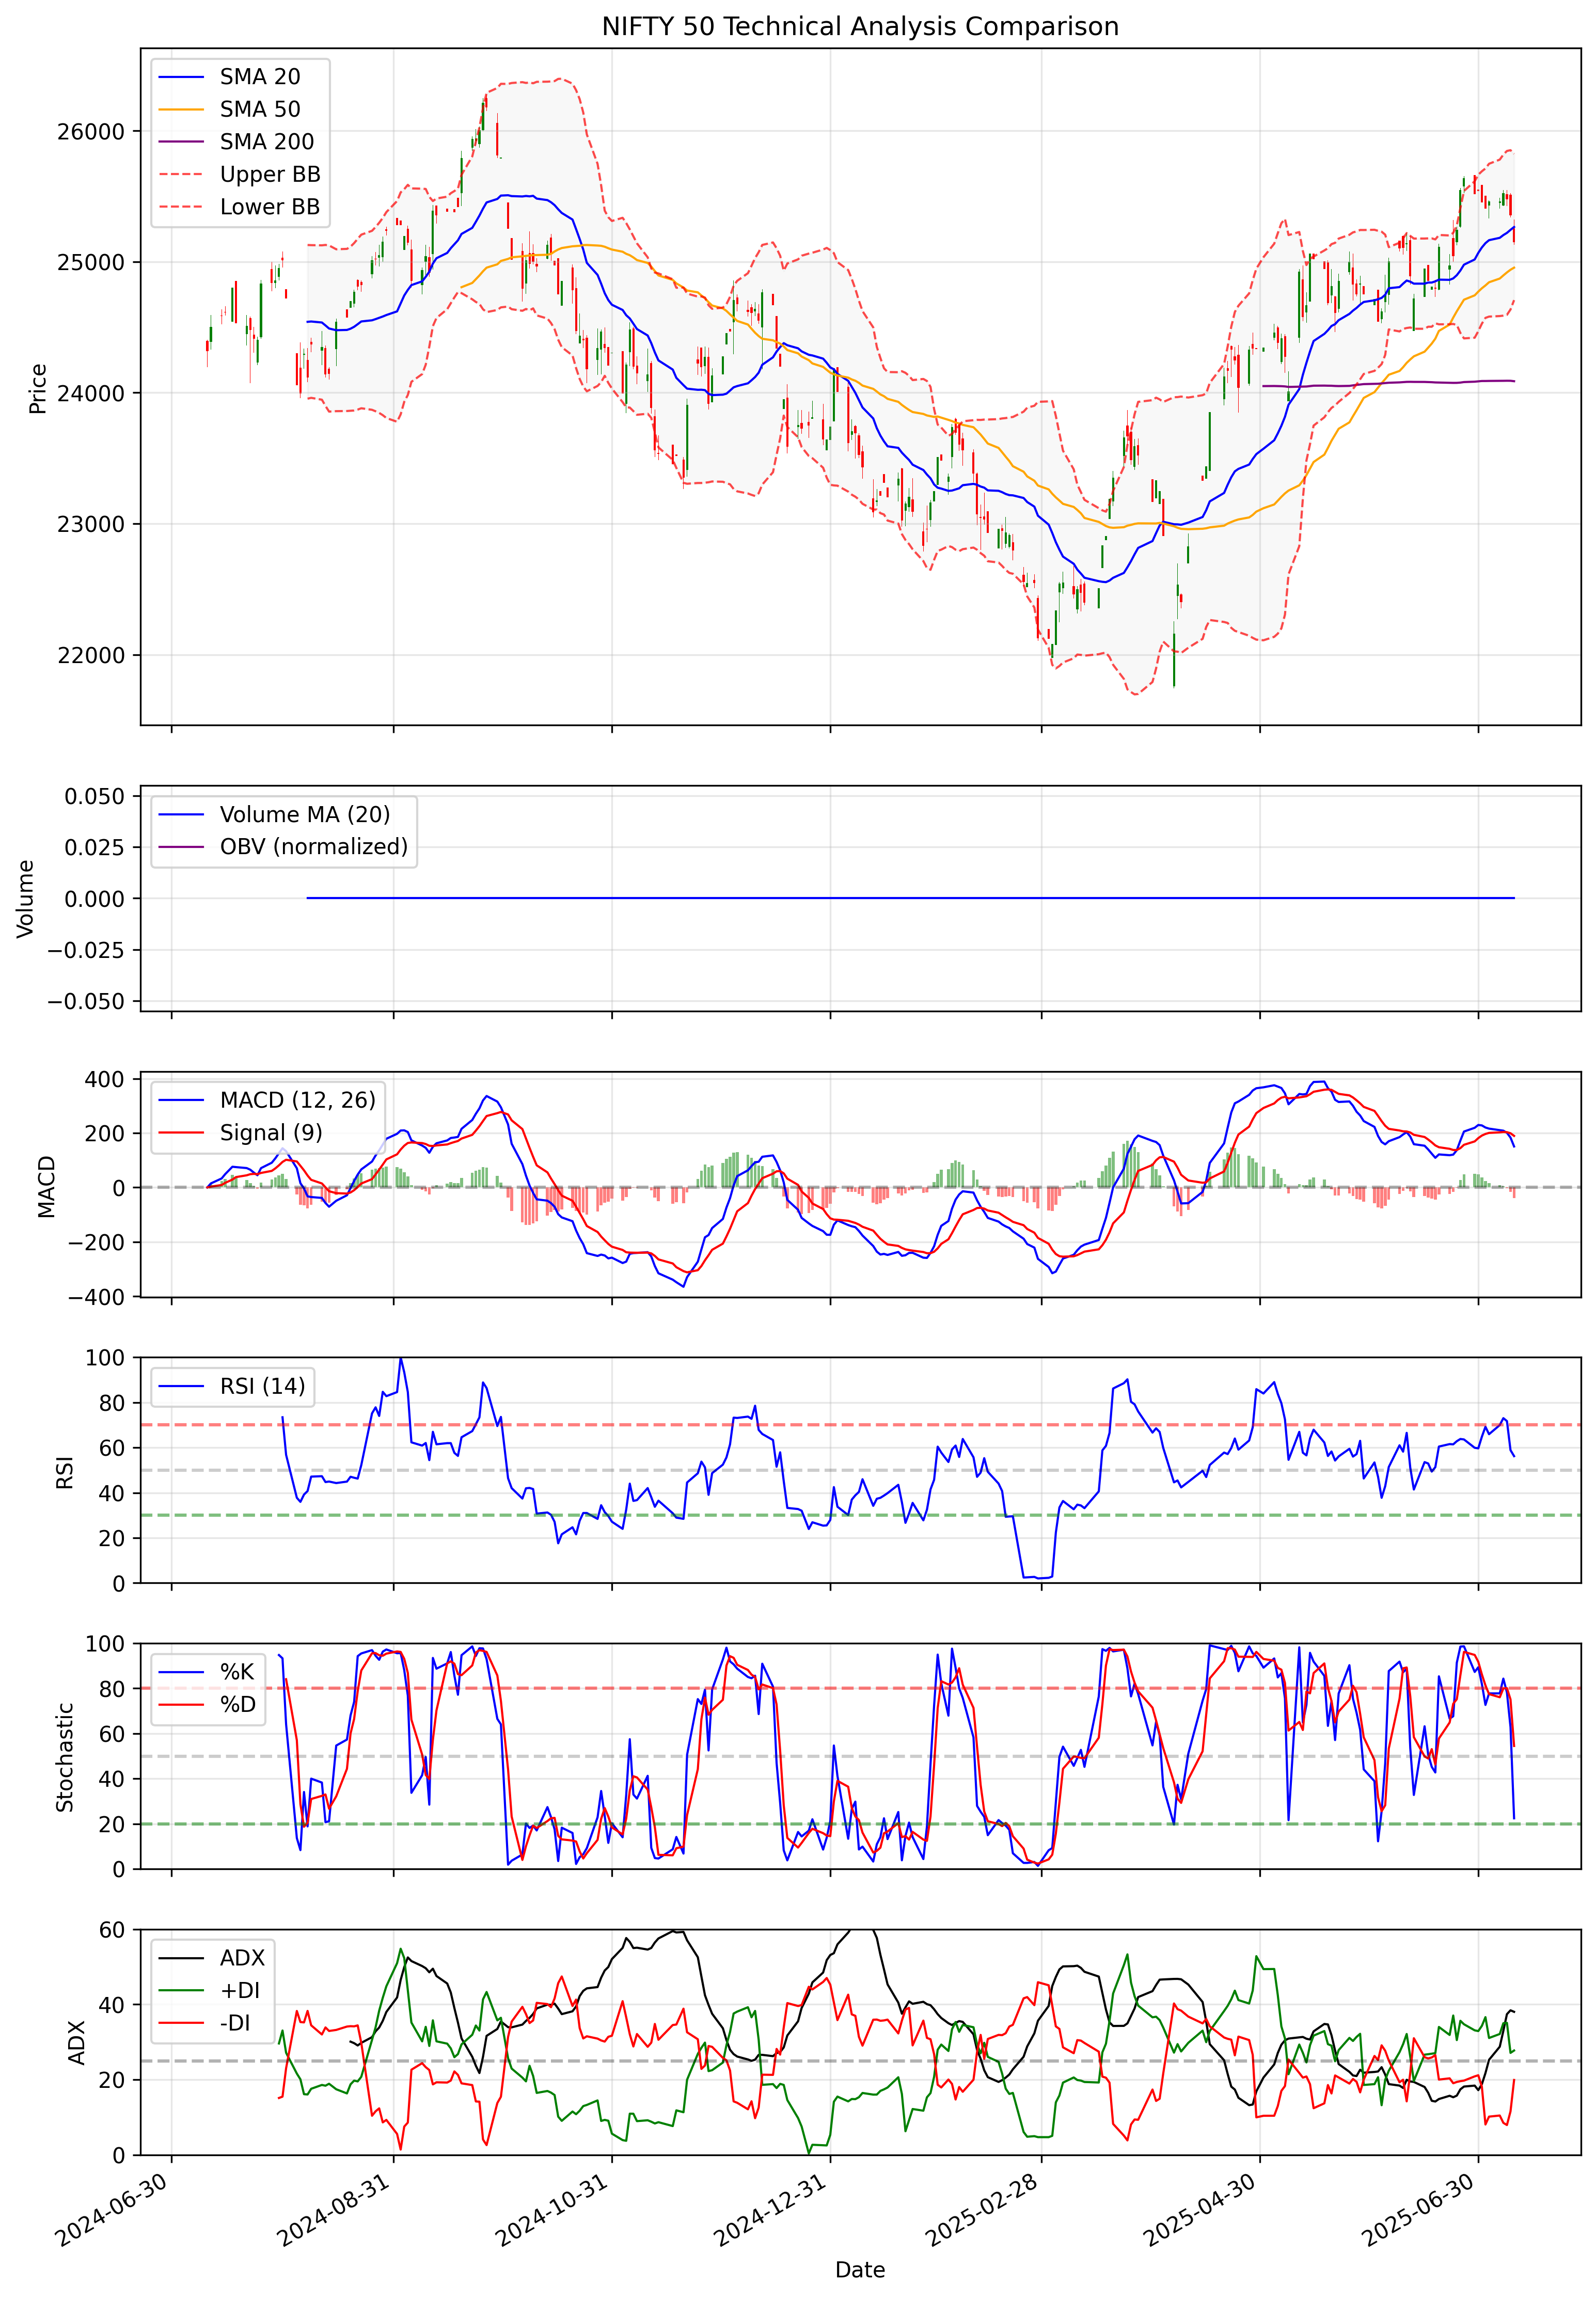 NIFTY 50 Technical Analysis Comparison
SMA 20
SMA 50
SMA 200
Upper BB
Lower BB
26000
25000
24000
23000
22000
Price
Volume MA (20)
OBV (normalized)
0.050
0.025
0.000
−0.025
−0.050
Volume
MACD (12, 26)
Signal (9)
400
200
0
−200
−400
MACD
RSI (14)
100
80
60
40
20
0
RSI
%K
%D
100
80
60
40
20
0
Stochastic
ADX
+DI
-DI
60
40
20
0
ADX
2024-06-30
2024-08-31
2024-10-31
2024-12-31
2025-02-28
2025-04-30
2025-06-30
Date